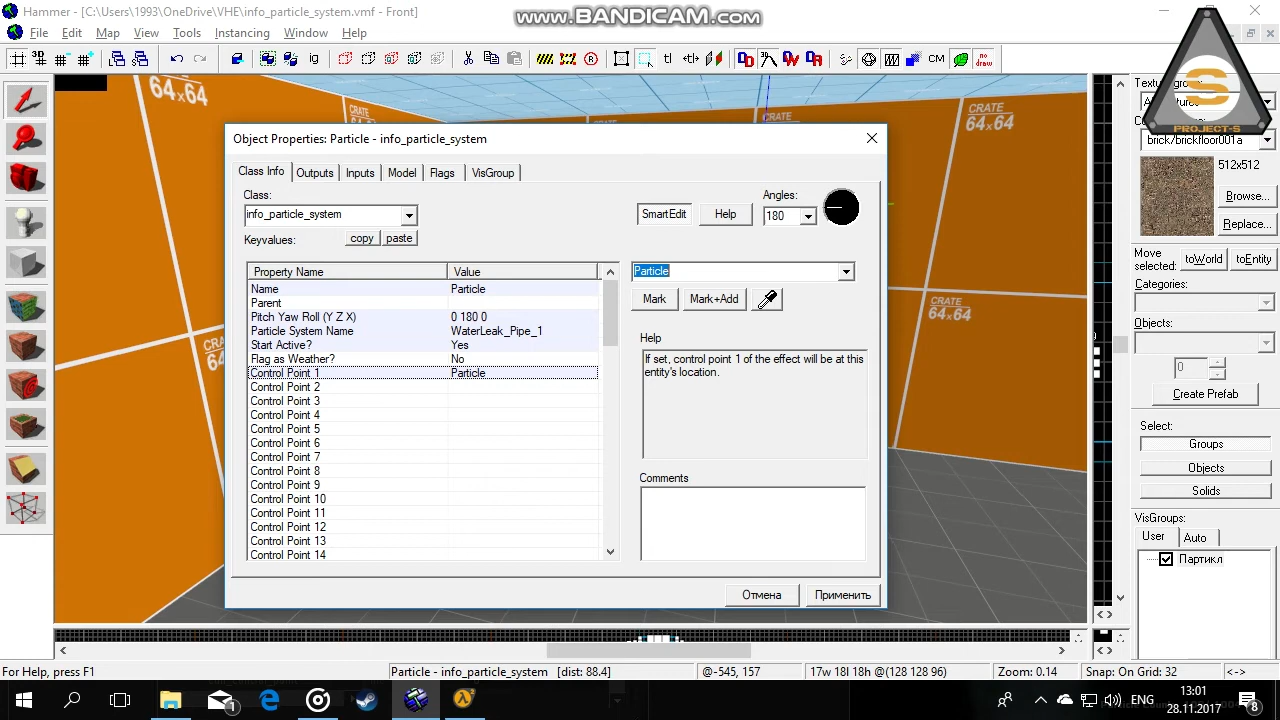 Hammer - [C:\Users\1993\OneDrive\VHE\info_particle_system.vmf - Front]
www.BANDICAM.com
File Edit Map View Tools Instancing Window Help
CRATE
64x64
CRATE
64x64
CRATE
64x64
S
PROJECT-S
brick/brickfloor001a
512x512
Browse...
Replace...
Move selected:
toWorld
toEntity
Categories:
Objects:
0
Create Prefab
Select:
Groups
Objects
Solids
VisGroups:
User Auto
Партикл
Object Properties: Particle - info_particle_system
Class Info Outputs Inputs Model Flags VisGroup
Class:
info_particle_system
Keyvalues:
copy paste
SmartEdit
Help
Angles:
180
Property Name Value
Name Particle
Parent
Pitch Yaw Roll (Y Z X) 0 180 0
Particle System Name WaterLeak_Pipe_1
Start Active? Yes
Flag as Weather? No
Control Point 1 Particle
Control Point 2
Control Point 3
Control Point 4
Control Point 5
Control Point 6
Control Point 7
Control Point 8
Control Point 9
Control Point 10
Control Point 11
Control Point 12
Control Point 13
Control Point 14
Particle
Mark Mark+Add
Help
If set, control point 1 of the effect will be at this
entity's location.
Comments
Отмена Применить
For Help, press F1
Particle - info_particle_system [dist: 88.4]
@-545, 157
17w 18l 18h @(128 128 96)
Zoom: 0.14
Snap: On Grid: 32
<->
ENG
13:01
28.11.2017